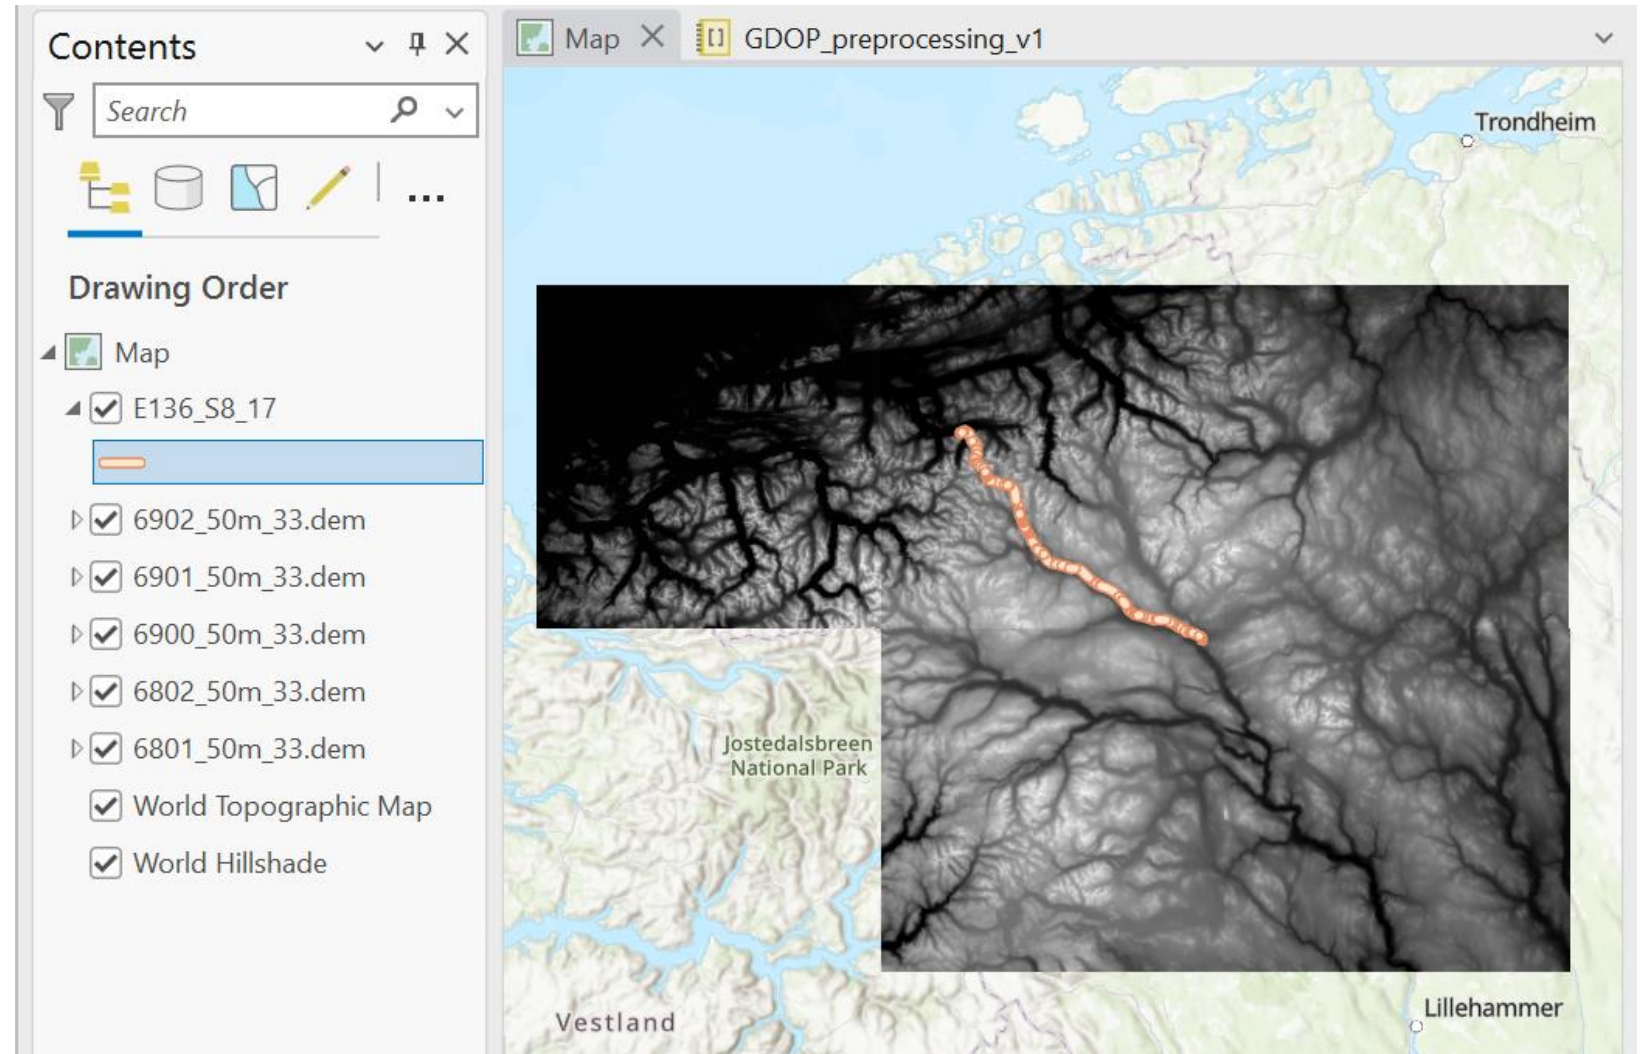 Contents
Search
...
Drawing Order
Map
E136_S8_17
6902_50m_33.dem
6901_50m_33.dem
6900_50m_33.dem
6802_50m_33.dem
6801_50m_33.dem
World Topographic Map
World Hillshade
Map
GDOP_preprocessing_v1
Trondheim
Jostedalsbreen
National Park
Vestland
Lillehammer